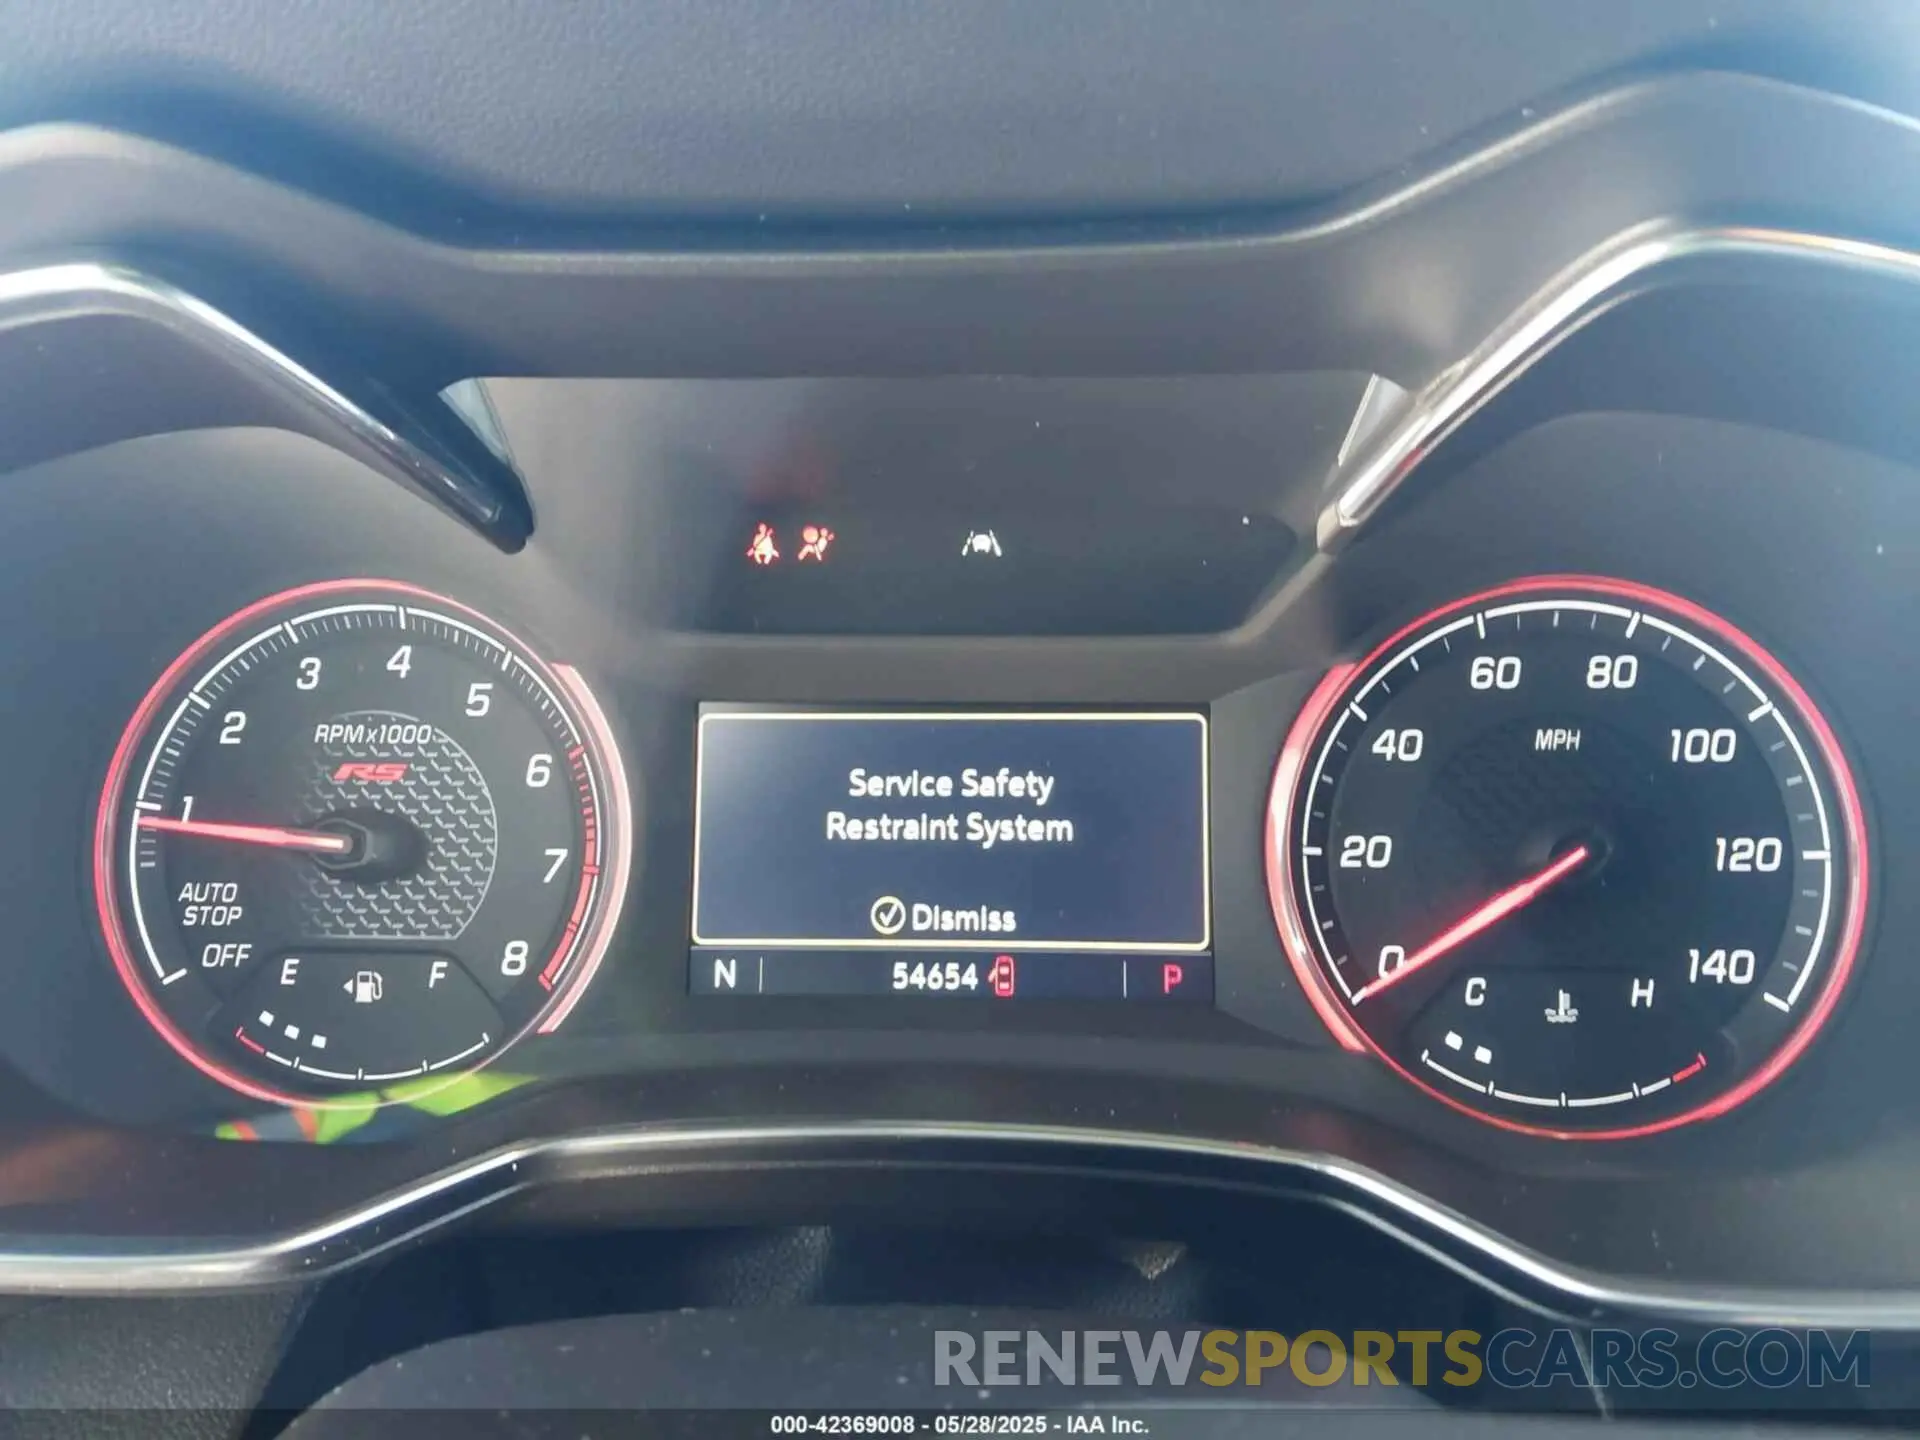 1
2
3
4
5
6
7
8
RPMx1000
RS
AUTO
STOP
OFF
E
F
Service Safety
Restraint System
Dismiss
N
54654
P
0
20
40
60
80
100
120
140
MPH
C
H
RENEWSPORTSCARS.COM
000-42369008 - 05/28/2025 - IAA Inc.